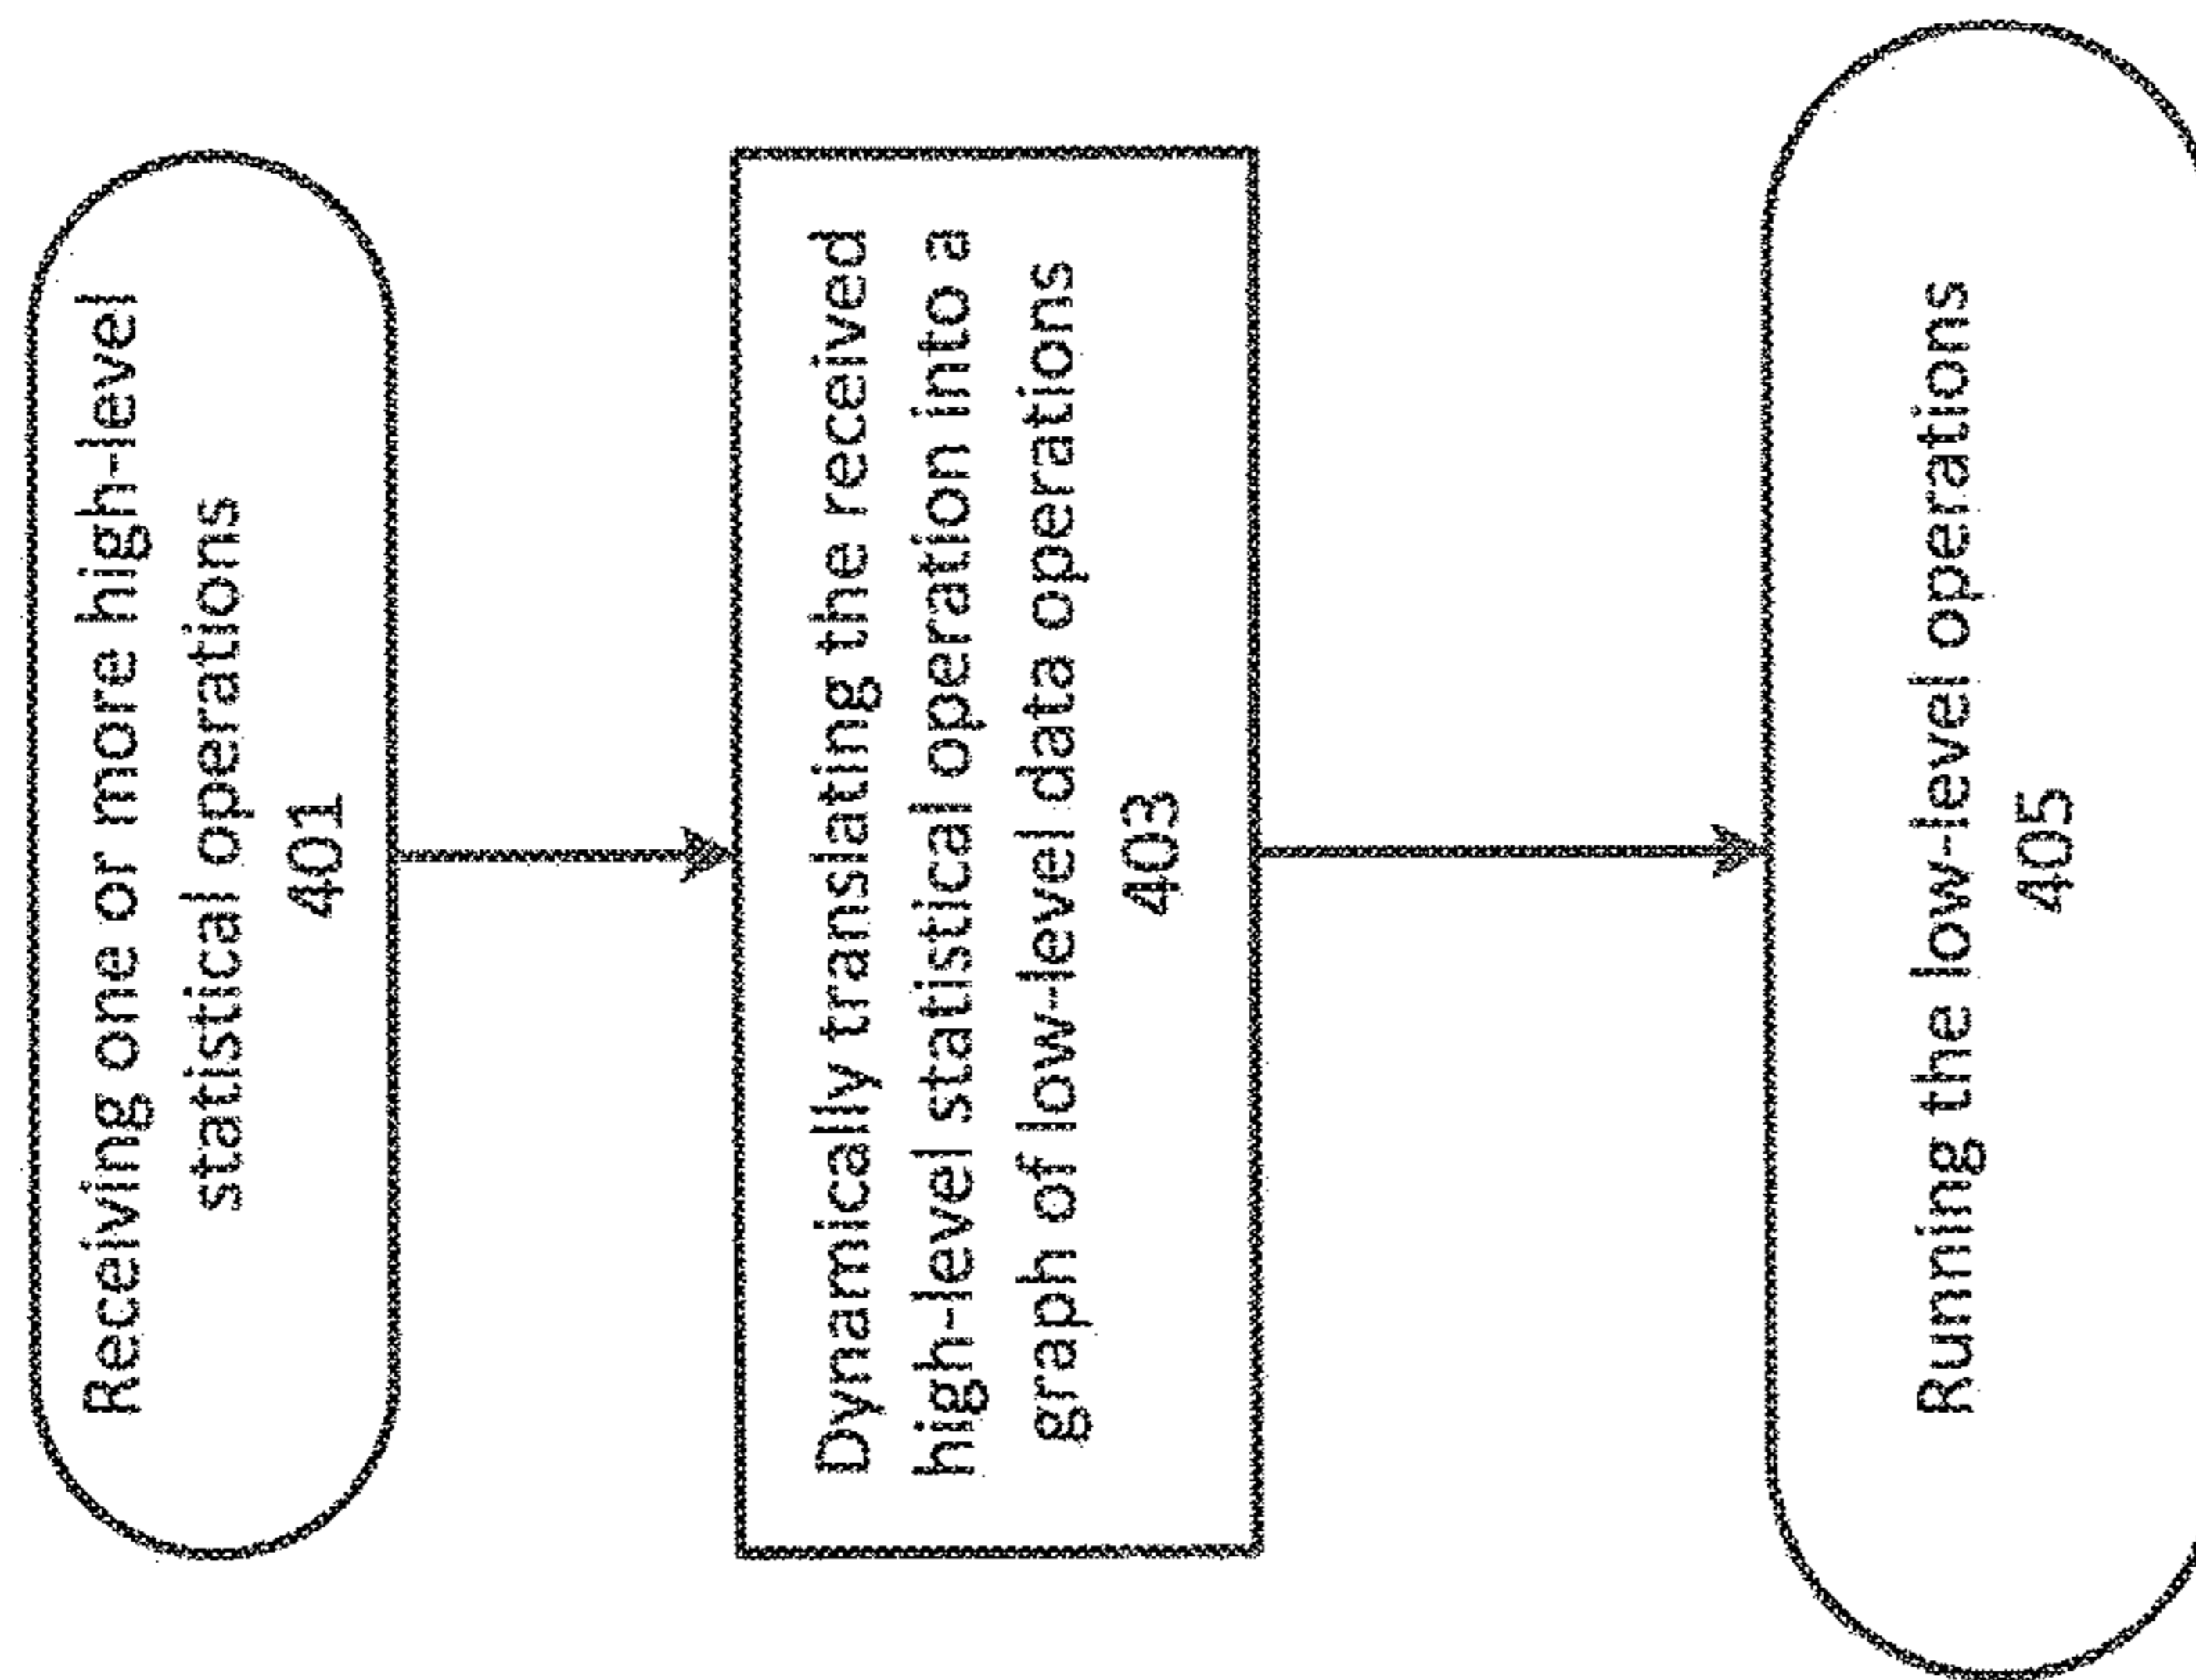 Receiving one or more high-level
statistical operations
401
Dynamically translating the received
high-level statistical operation into a
graph of low-level data operations
403
Running the low-level operations
405